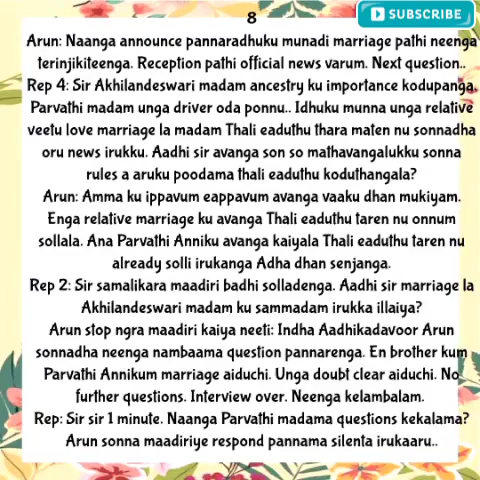 8
SUBSCRIBE
Arun: Naanga announce pannaradhuku munadi marriage pathi neenga
terinjikiteenga. Reception pathi official news varum. Next question..
Rep 4: Sir Akhilandeswari madam ancestry ku importance kodupanga.
Parvathi madam unga driver oda ponnu.. Idhuku munna unga relative
veetu love marriage la madam Thali eaduthu thara maten nu sonnadha
oru news irukku. Aadhi sir avanga son so mathavangalukku sonna
rules a aruku poodama thali eaduthu koduthangala?
Arun: Amma ku ippavum eappavum avanga vaaku dhan mukiyam.
Enga relative marriage ku avanga Thali eaduthu taren nu onnum
sollala. Ana Parvathi Anniku avanga kaiyala Thali eaduthu taren nu
already solli irukanga Adha dhan senjanga.
Rep 2: Sir samalikara maadiri badhi solladenga. Aadhi sir marriage la
Akhilandeswari madam ku sammadam irukka illaiya?
Arun stop ngra maadiri kaiya neeti: Indha Aadhikadavoor Arun
sonnadha neenga nambaama question pannarenga. En brother kum
Parvathi Annikum marriage aiduchi. Unga doubt clear aiduchi. No
further questions. Interview over. Neenga kelambalam.
Rep: Sir sir 1 minute. Naanga Parvathi madama questions kekalama?
Arun sonna maadiriye respond pannama silenta irukaaru..